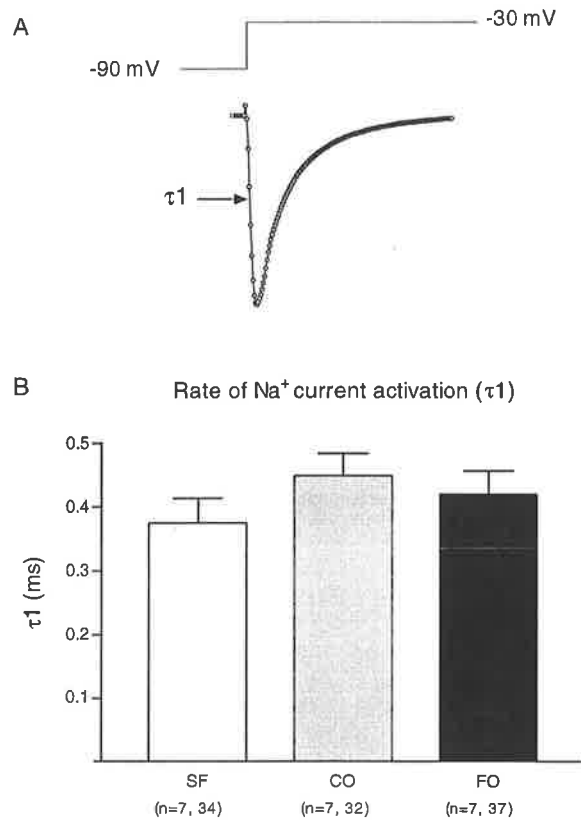 A
-30 mV
-90 mV
τ1
B
Rate of Na⁺ current activation (τ1)
0.5
0.4
0.3
0.2
0.1
τ1 (ms)
SF CO FO
(n=7, 34) (n=7, 32) (n=7, 37)